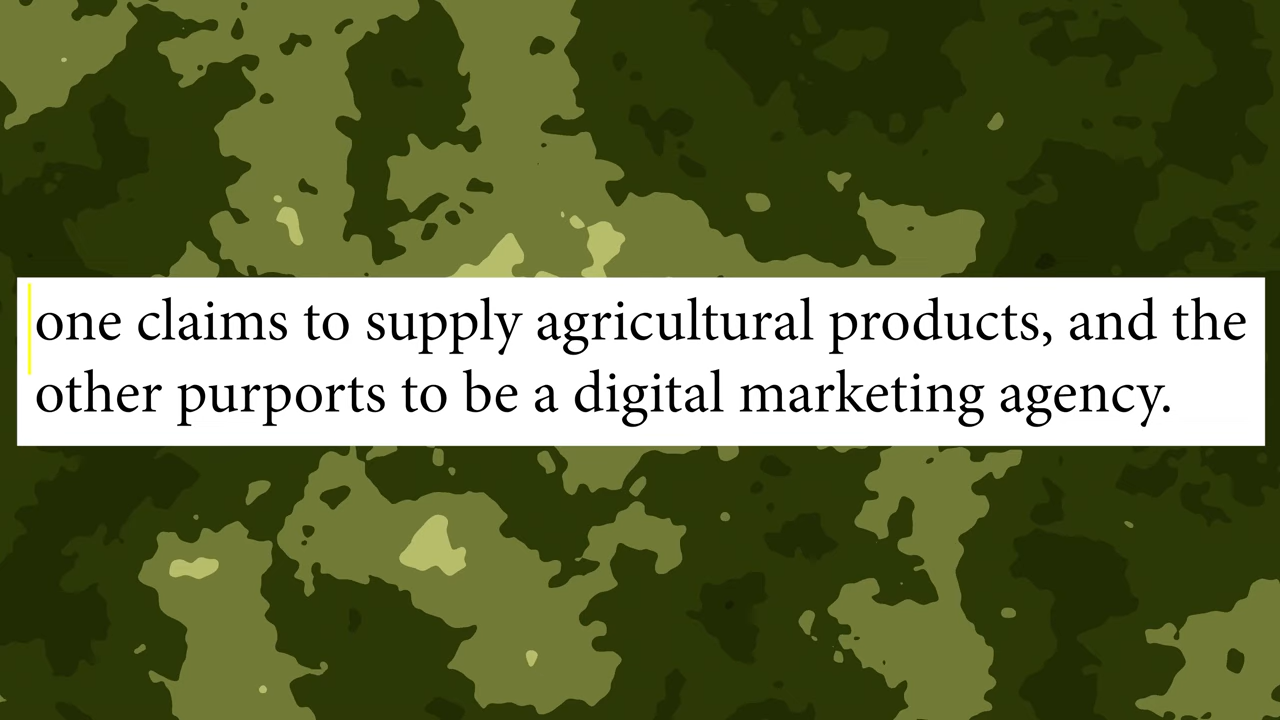 one claims to supply agricultural products, and the
other purports to be a digital marketing agency.